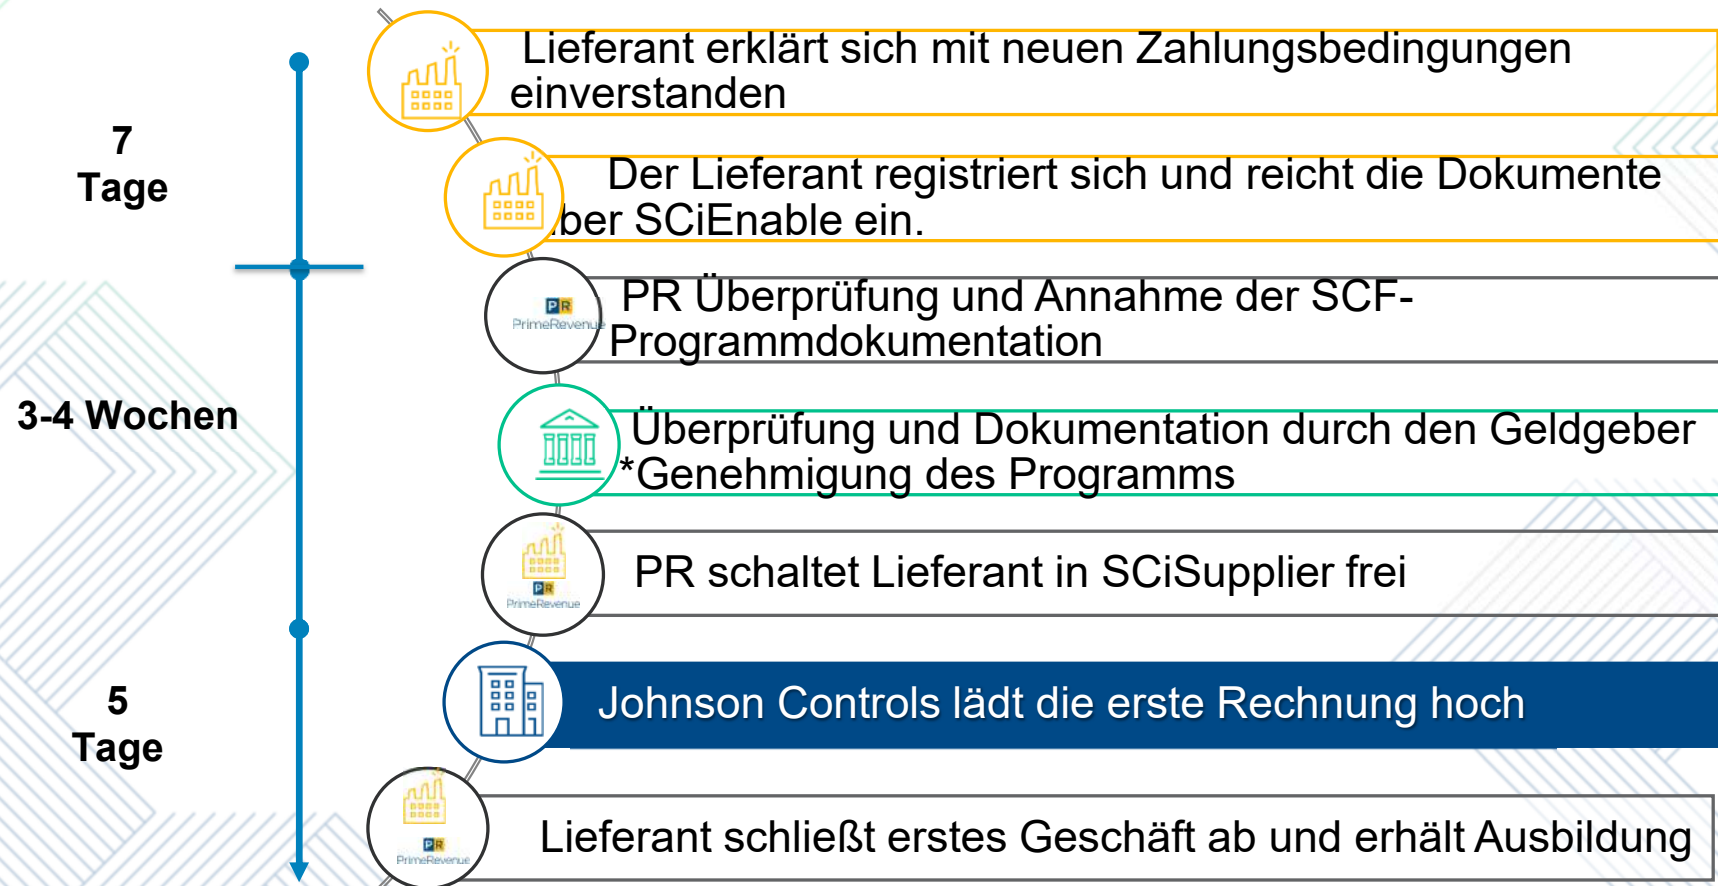 Lieferant erklärt sich mit neuen Zahlungsbedingungen
einverstanden
7
Tage
Der Lieferant registriert sich und reicht die Dokumente
ber SCiEnable ein.
PR
PrimeRevenue
PR Überprüfung und Annahme der SCF-
Programmdokumentation
3-4 Wochen
Überprüfung und Dokumentation durch den Geldgeber
*Genehmigung des Programms
PR
PrimeRevenue
PR schaltet Lieferant in SCiSupplier frei
5
Tage
Johnson Controls lädt die erste Rechnung hoch
PR
PrimeRevenue
Lieferant schließt erstes Geschäft ab und erhält Ausbildung